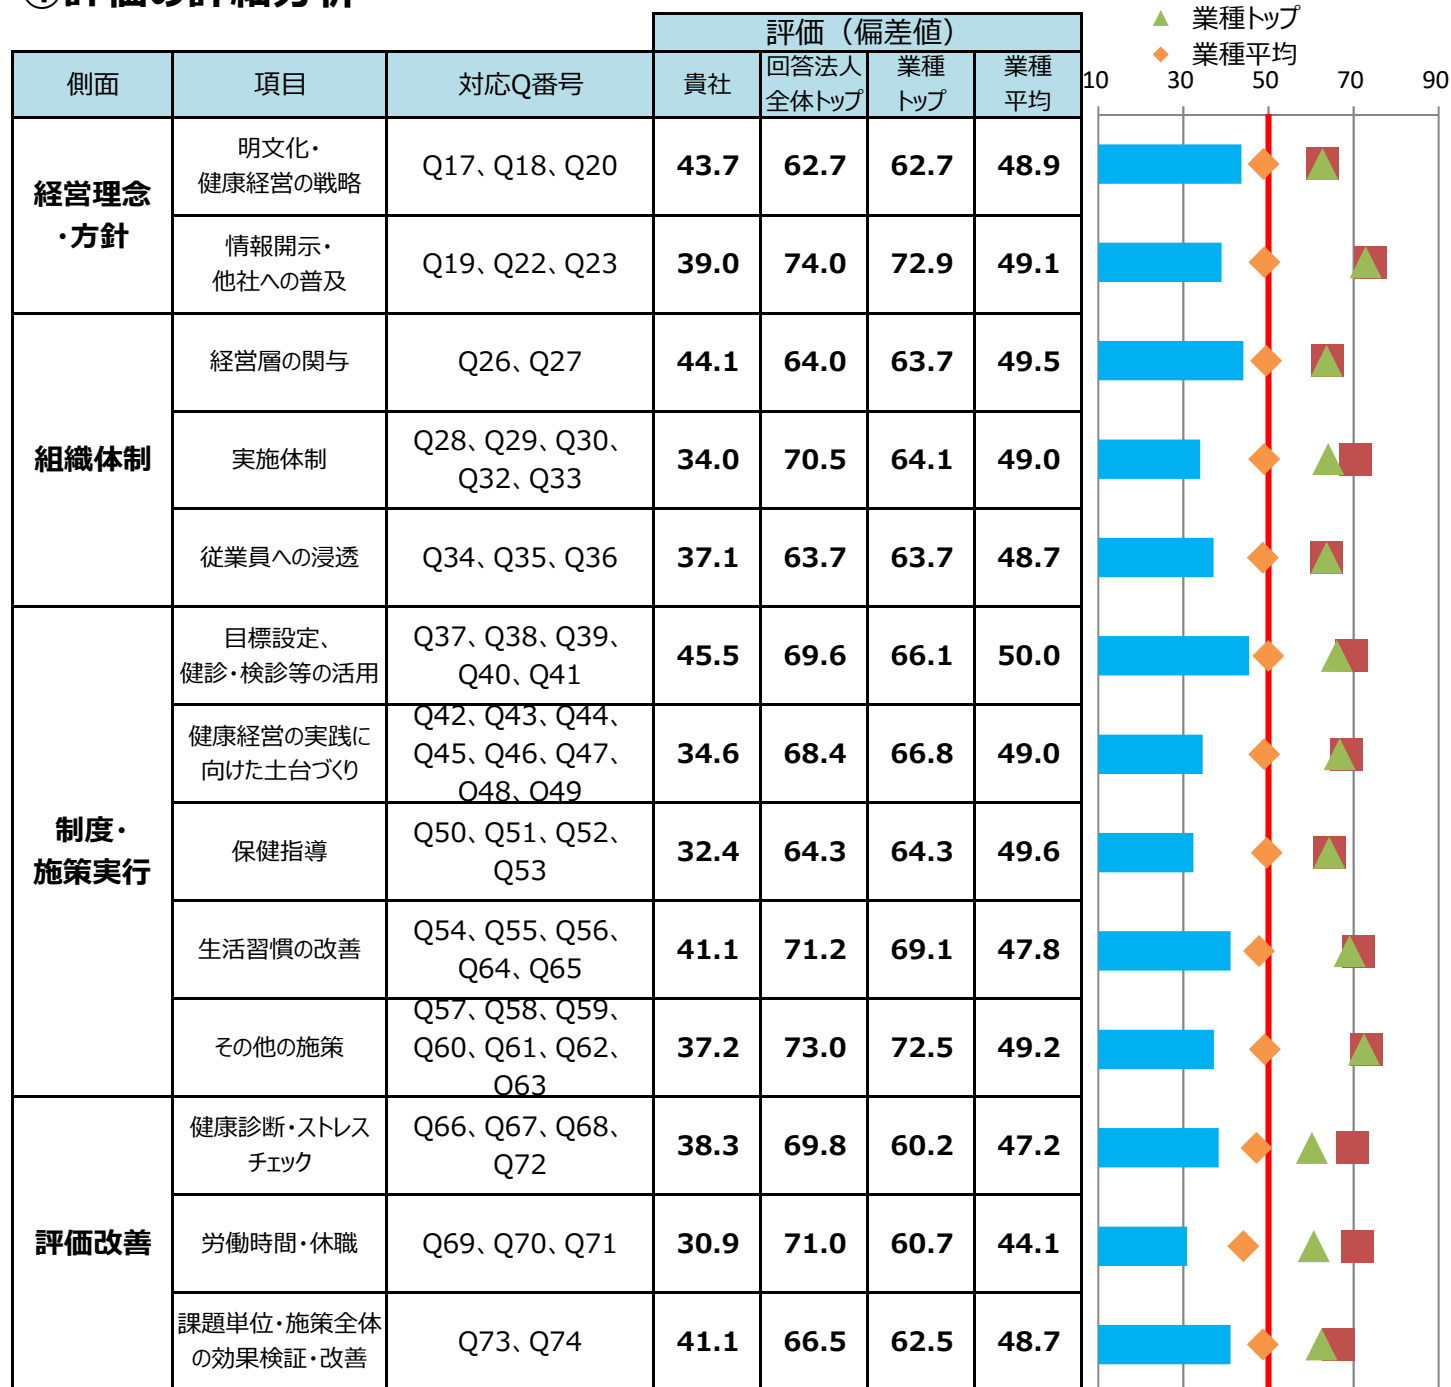 ①評価の詳細分析
業種トップ
業種平均
評価（偏差値）
側面 項目 対応Q番号 貴社 回答法人全体トップ 業種トップ 業種平均
10 30 50 70 90
経営理念・方針
明文化・健康経営の戦略 Q17、Q18、Q20 43.7 62.7 62.7 48.9
情報開示・他社への普及 Q19、Q22、Q23 39.0 74.0 72.9 49.1
組織体制
経営層の関与 Q26、Q27 44.1 64.0 63.7 49.5
実施体制 Q28、Q29、Q30、Q32、Q33 34.0 70.5 64.1 49.0
従業員への浸透 Q34、Q35、Q36 37.1 63.7 63.7 48.7
制度・施策実行
目標設定、健診・検診等の活用 Q37、Q38、Q39、Q40、Q41 45.5 69.6 66.1 50.0
健康経営の実践に向けた土台づくり Q42、Q43、Q44、Q45、Q46、Q47、Q48、Q49 34.6 68.4 66.8 49.0
保健指導 Q50、Q51、Q52、Q53 32.4 64.3 64.3 49.6
生活習慣の改善 Q54、Q55、Q56、Q64、Q65 41.1 71.2 69.1 47.8
その他の施策 Q57、Q58、Q59、Q60、Q61、Q62、Q63 37.2 73.0 72.5 49.2
評価改善
健康診断・ストレスチェック Q66、Q67、Q68、Q72 38.3 69.8 60.2 47.2
労働時間・休職 Q69、Q70、Q71 30.9 71.0 60.7 44.1
課題単位・施策全体の効果検証・改善 Q73、Q74 41.1 66.5 62.5 48.7